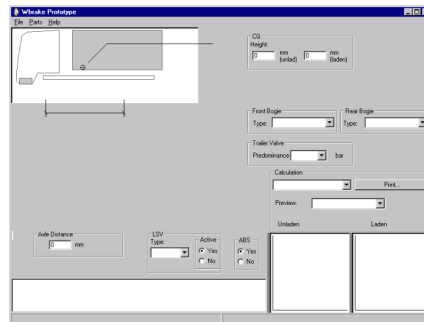 Wbrake Prototype
File Parts Help
CG
Height:
0 mm (unlad) 0 mm (laden)
Front Bogie
Type:
Rear Bogie
Type:
Trailer Valve
Predominance bar
Calculation
Print...
Preview:
Unladen Laden
Axle Distance
0 mm
LSV
Type:
Active
Yes
No
ABS
Yes
No